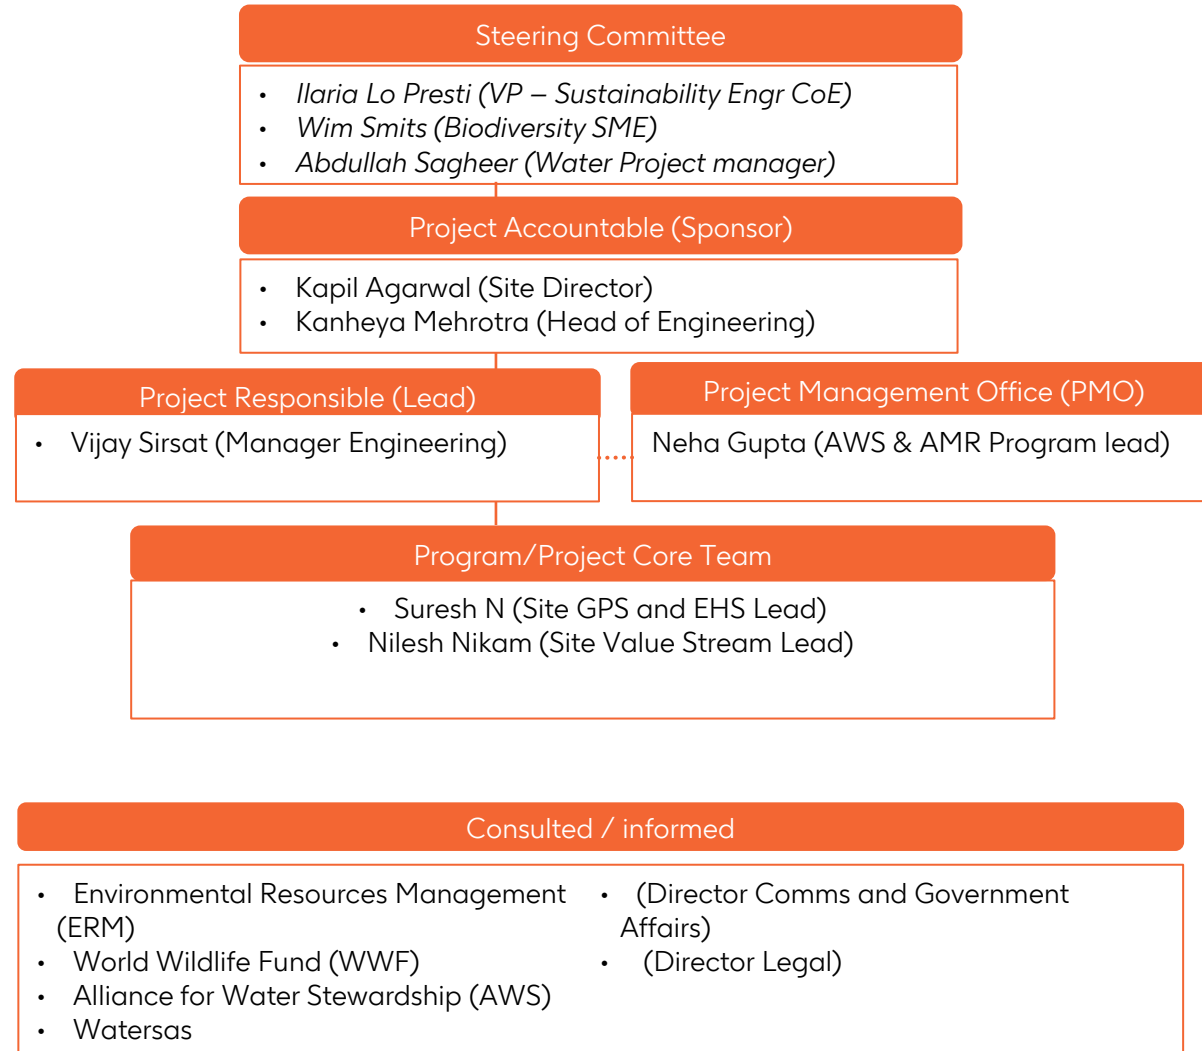 Steering Committee
• Ilaria Lo Presti (VP – Sustainability Engr CoE)
• Wim Smits (Biodiversity SME)
• Abdullah Sagheer (Water Project manager)
Project Accountable (Sponsor)
• Kapil Agarwal (Site Director)
• Kanheya Mehrotra (Head of Engineering)
Project Responsible (Lead)
• Vijay Sirsat (Manager Engineering)
Project Management Office (PMO)
Neha Gupta (AWS & AMR Program lead)
Program/Project Core Team
• Suresh N (Site GPS and EHS Lead)
• Nilesh Nikam (Site Value Stream Lead)
Consulted / informed
• Environmental Resources Management
(ERM)
• World Wildlife Fund (WWF)
• Alliance for Water Stewardship (AWS)
• Watersas
• (Director Comms and Government
Affairs)
• (Director Legal)